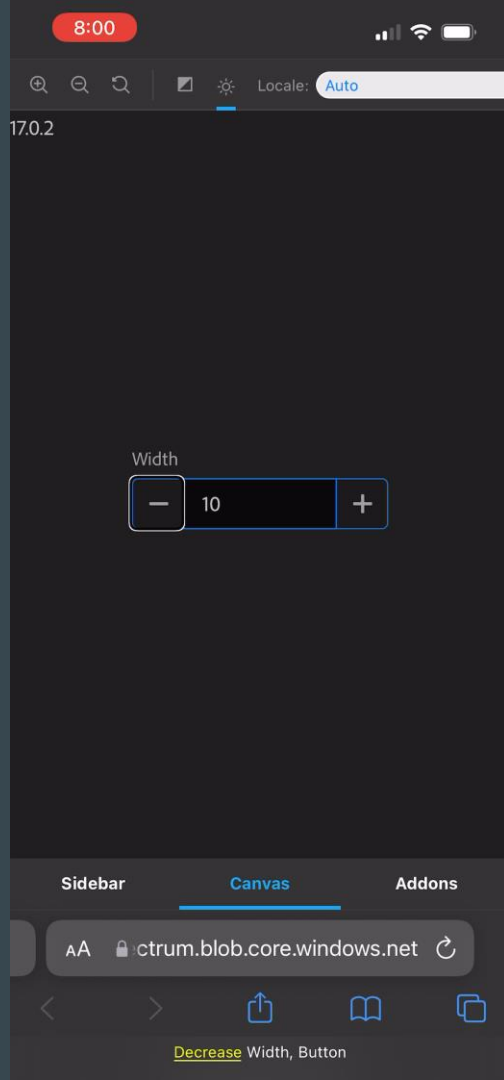 8:00
Locale: Auto
17.0.2
Width
10
Sidebar Canvas Addons
AA ctrum.blob.core.windows.net
Decrease Width, Button